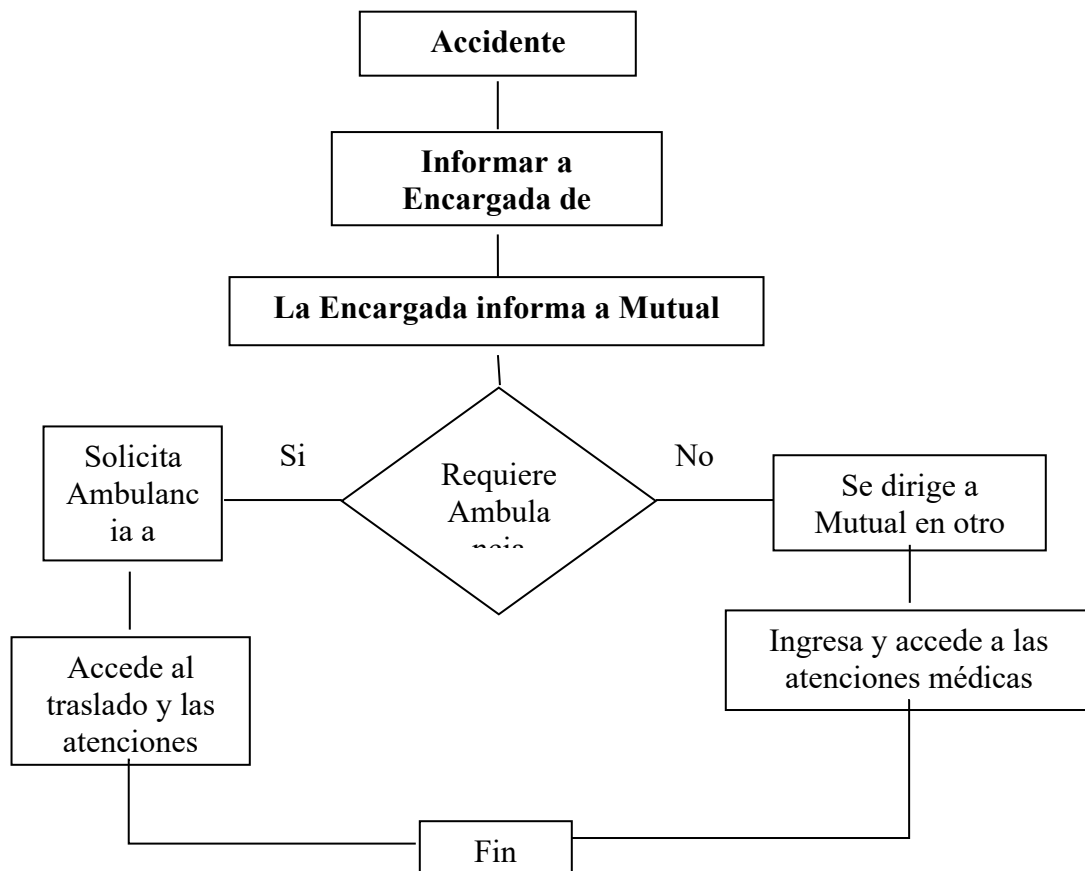 Accidente
Informar a
Encargada de
La Encargada informa a Mutual
Si
No
Solicita
Ambulanc
ia a
Requiere
Ambula
ncia
Se dirige a
Mutual en otro
Accede al
traslado y las
atenciones
Ingresa y accede a las
atenciones médicas
Fin